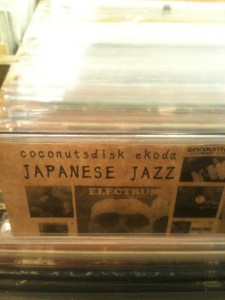 coconutsdisk ekoda
JAPANESE JAZZ
ELECTRUM